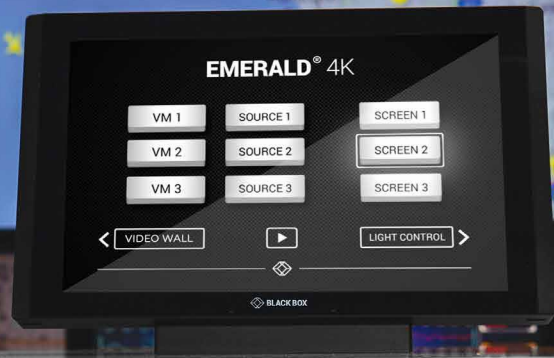 EMERALD® 4K
VM 1 SOURCE 1 SCREEN 1
VM 2 SOURCE 2 SCREEN 2
VM 3 SOURCE 3 SCREEN 3
VIDEO WALL LIGHT CONTROL
BLACK BOX